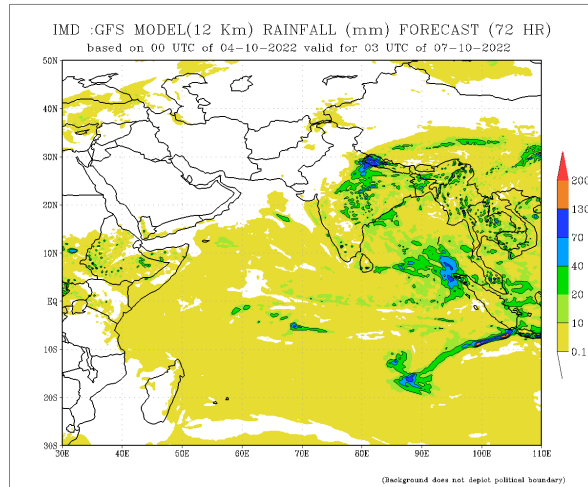 IMD :GFS MODEL(12 Km) RAINFALL (mm) FORECAST (72 HR)
based on 00 UTC of 04-10-2022 valid for 03 UTC of 07-10-2022
50N
40N
30N
20N
10N
EQ
10S
20S
30S
30E 40E 50E 60E 70E 80E 90E 100E 110E
200
130
70
40
20
10
0.1
(Background does not depict political boundary)